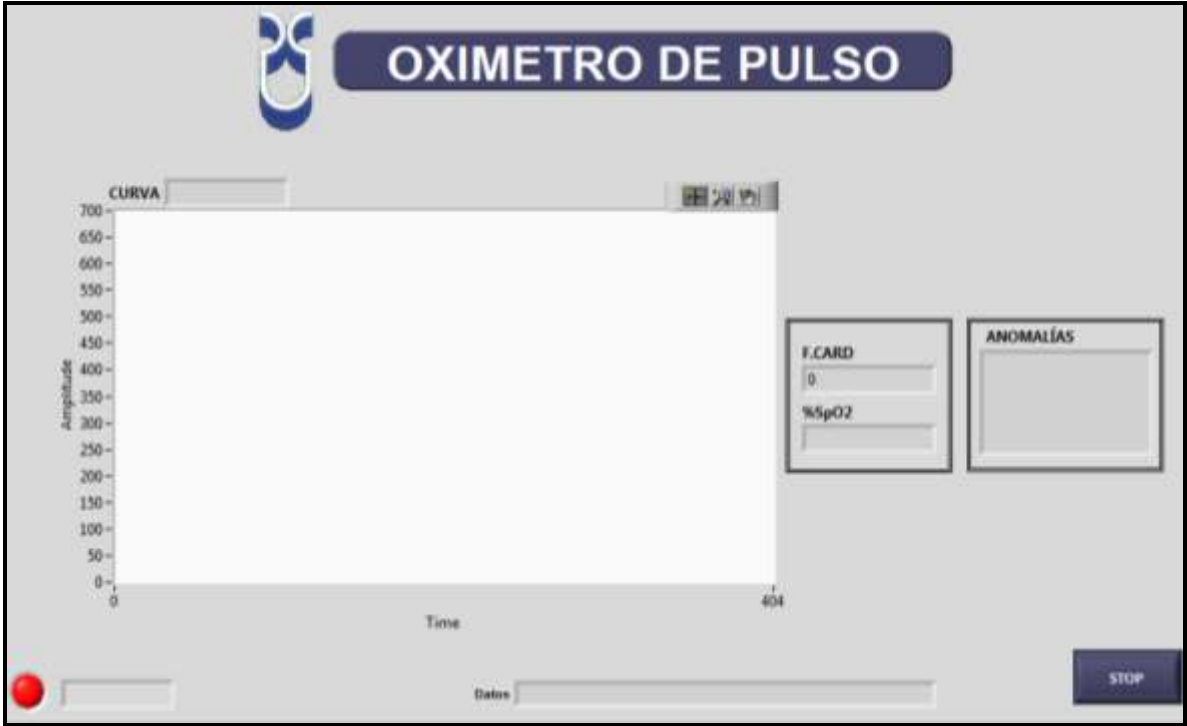 OXIMETRO DE PULSO
CURVA
700
650
600
550
500
450
400
350
300
250
200
150
100
50
0
Amplitude
0
404
Time
F.CARD
0
%SpO2
ANOMALÍAS
Datos
STOP